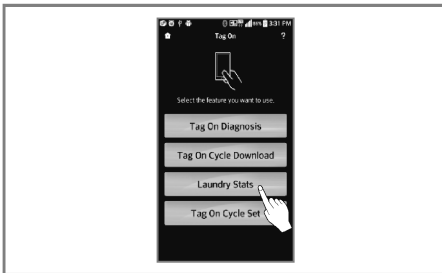 3:31 PM
Tag On
?
Select the feature you want to use.
Tag On Diagnosis
Tag On Cycle Download
Laundry Stats
Tag On Cycle Set